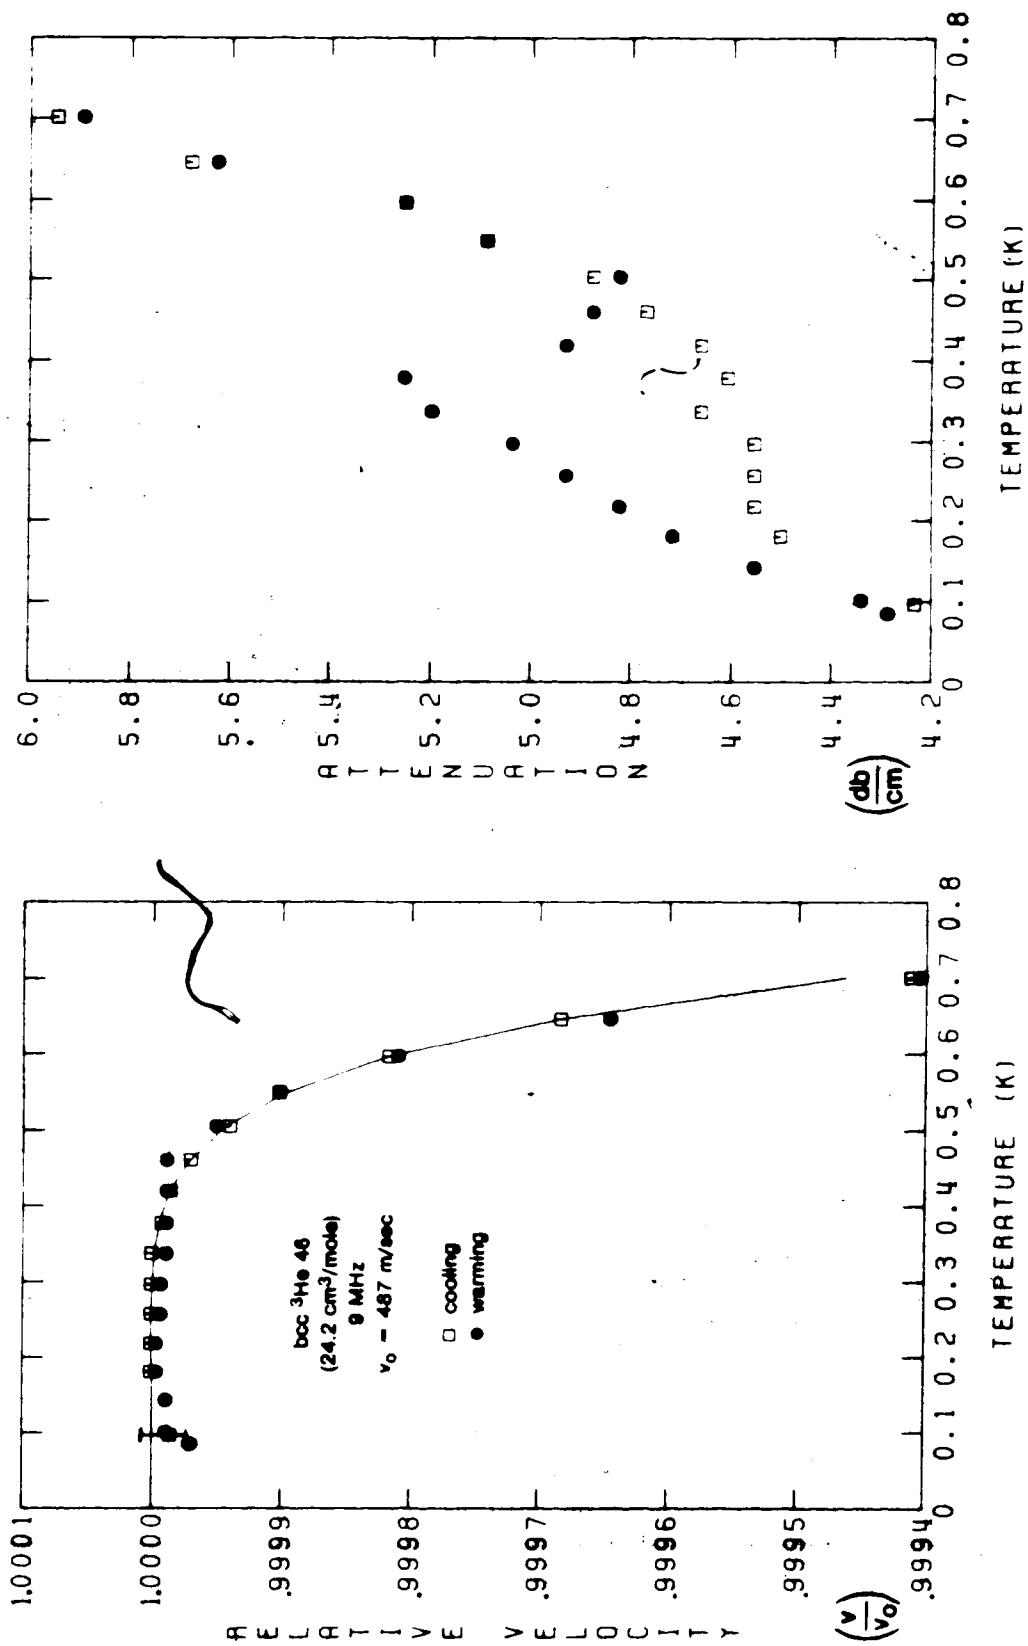 1.0001
1.0000
.9999
.9998
.9997
.9996
.9995
.9994
RELATIVE VELOCITY
(v/v₀)
bcc ³He 46
(24.2 cm³/mole)
9 MHz
v₀ = 487 m/sec
cooling
warming
0 0.1 0.2 0.3 0.4 0.5 0.6 0.7 0.8
TEMPERATURE (K)
6.0
5.8
5.6
5.4
5.2
5.0
4.8
4.6
4.4
4.2
ATTENUATION
(db/cm)
0 0.1 0.2 0.3 0.4 0.5 0.6 0.7 0.8
TEMPERATURE (K)